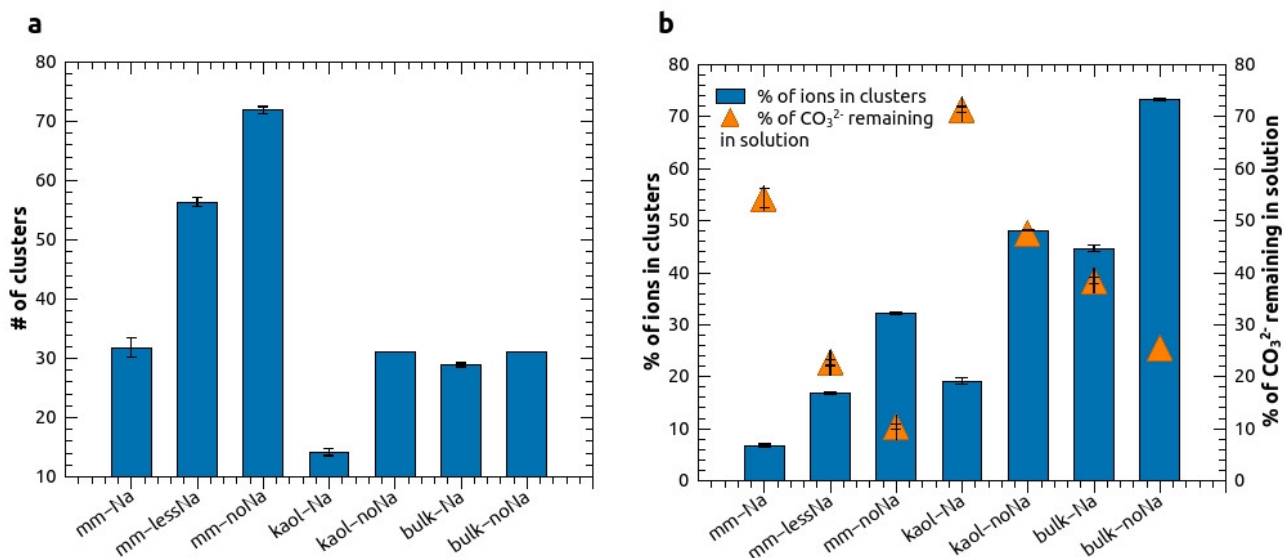 a
80
70
60
50
40
30
20
10
# of clusters
mm–Na
mm–lessNa
mm–noNa
kaol–Na
kaol–noNa
bulk–Na
bulk–noNa
b
80
70
60
50
40
30
20
10
0
% of ions in clusters
% of ions in clusters
% of CO₃²⁻ remaining
in solution
80
70
60
50
40
30
20
10
0
% of CO₃²⁻ remaining in solution
mm–Na
mm–lessNa
mm–noNa
kaol–Na
kaol–noNa
bulk–Na
bulk–noNa